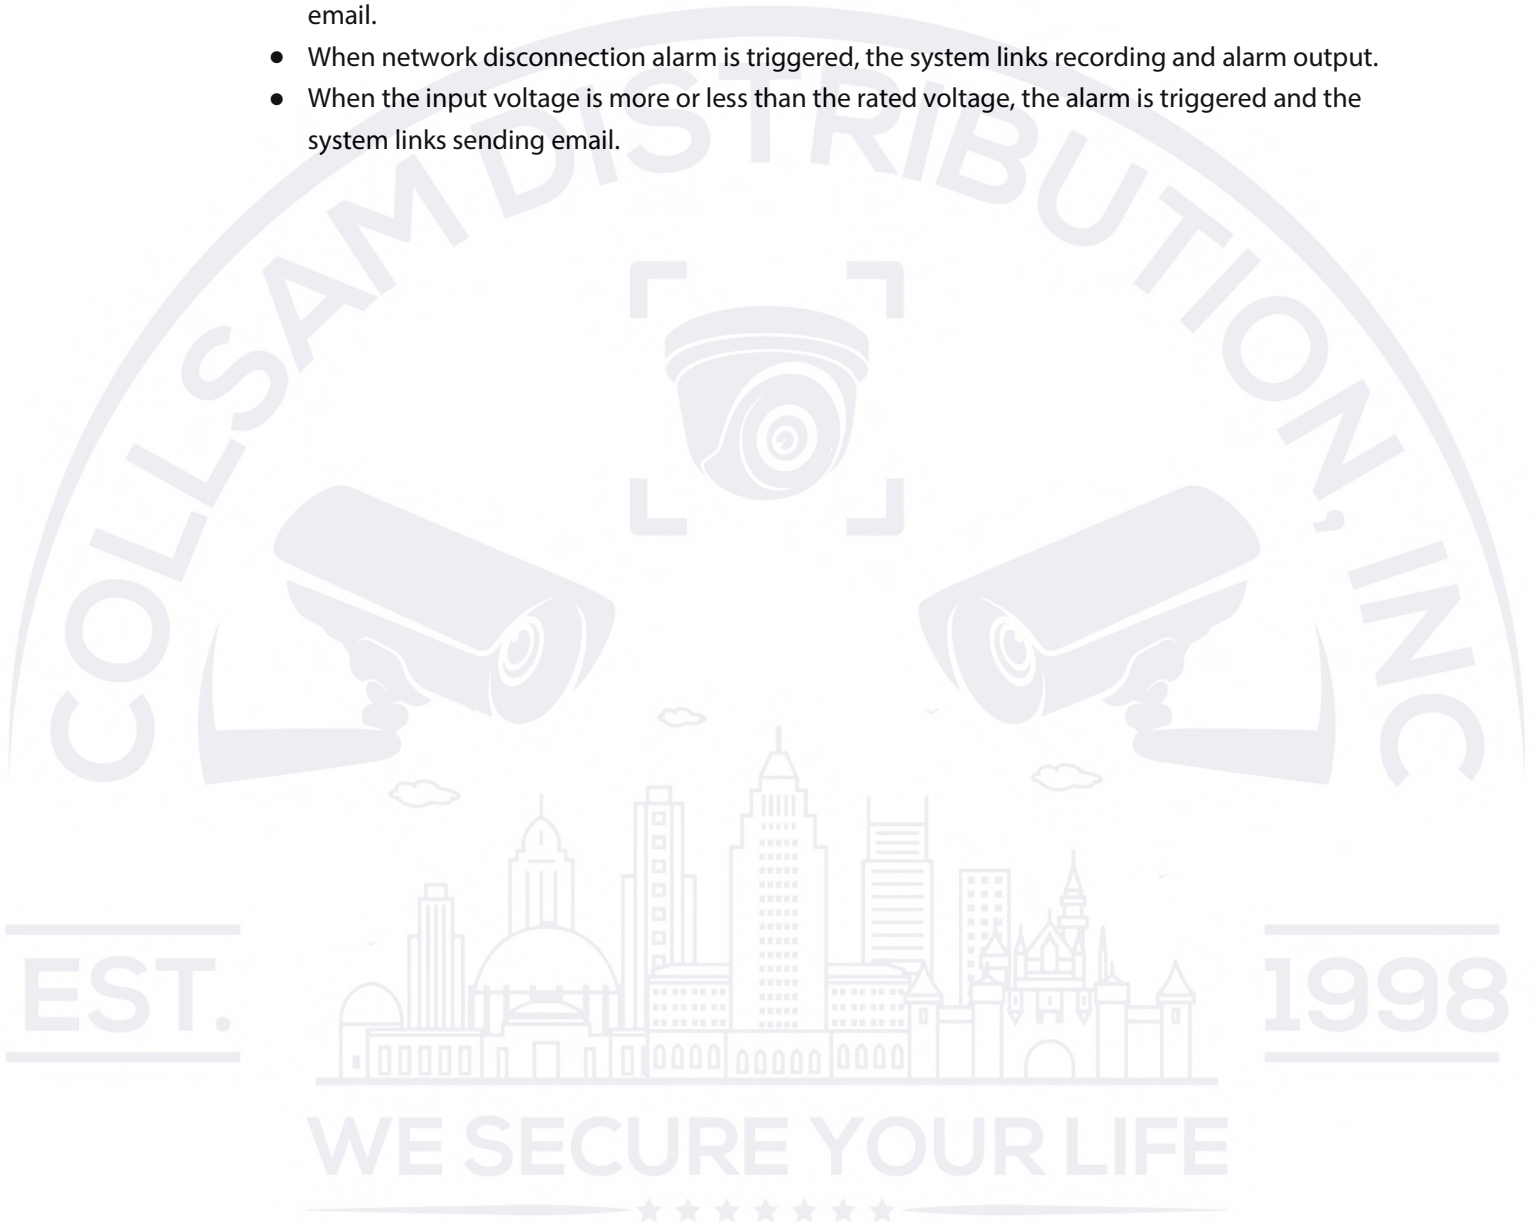 email.
● When network disconnection alarm is triggered, the system links recording and alarm output.
● When the input voltage is more or less than the rated voltage, the alarm is triggered and the
system links sending email.
COLLSAM DISTRIBUTION, INC
EST.
1998
WE SECURE YOUR LIFE